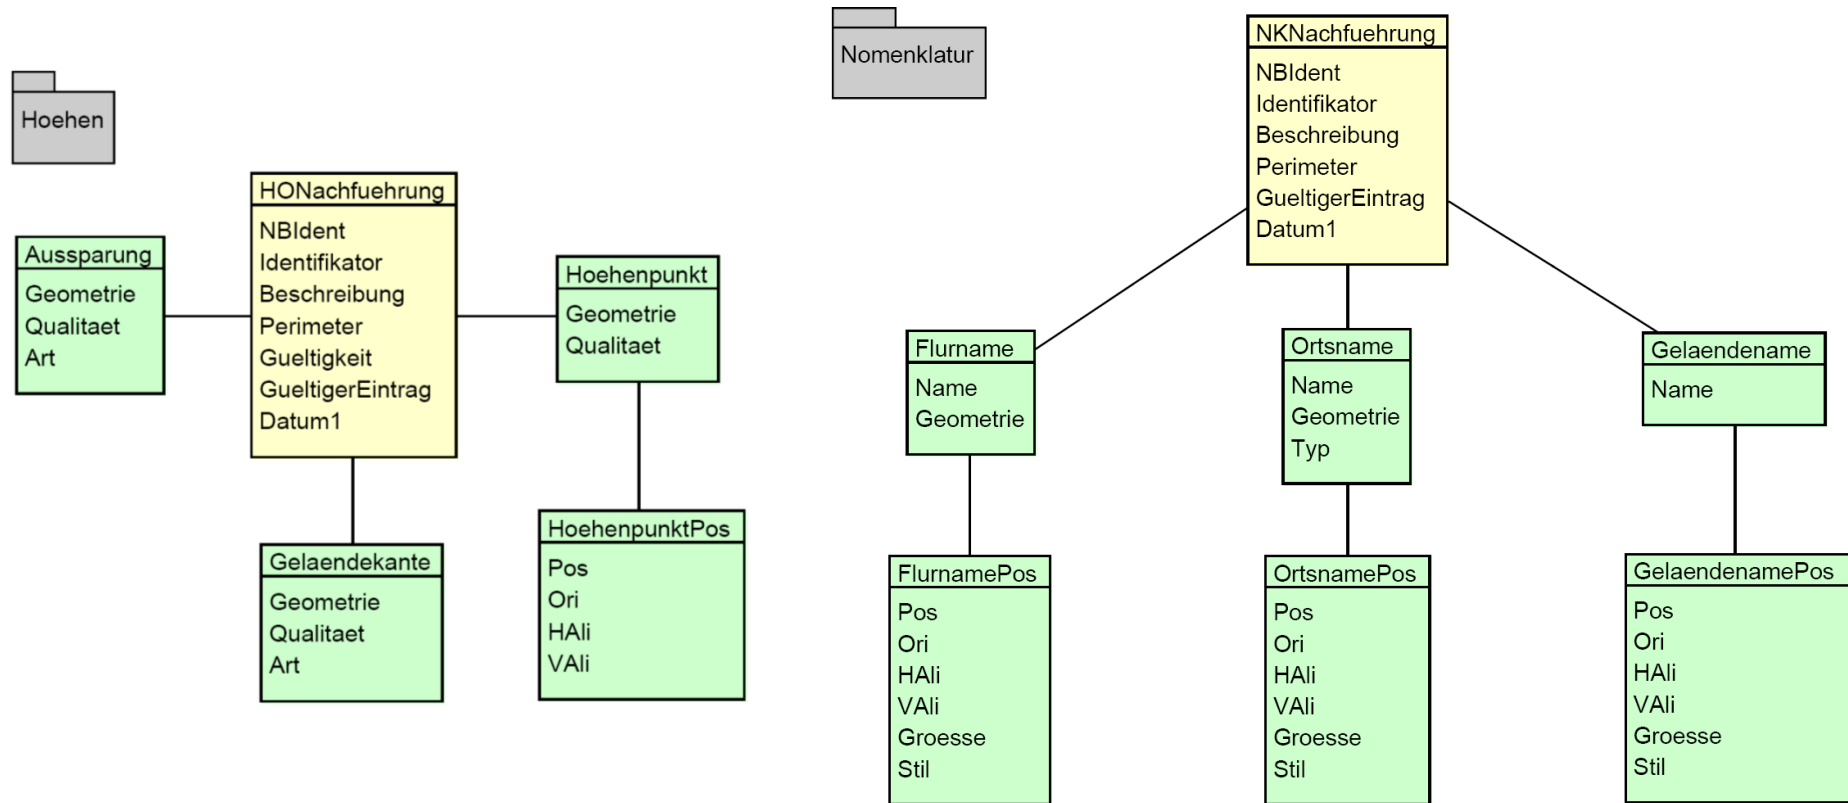 Hoehen
HONachfuehrung
NBIdent
Identifikator
Beschreibung
Perimeter
Gueltigkeit
GueltigerEintrag
Datum1
Aussparung
Geometrie
Qualitaet
Art
Hoehenpunkt
Geometrie
Qualitaet
Gelaendekante
Geometrie
Qualitaet
Art
HoehenpunktPos
Pos
Ori
HAli
VAli
Nomenklatur
NKNachfuehrung
NBIdent
Identifikator
Beschreibung
Perimeter
GueltigerEintrag
Datum1
Flurname
Name
Geometrie
Ortsname
Name
Geometrie
Typ
Gelaendename
Name
FlurnamePos
Pos
Ori
HAli
VAli
Groesse
Stil
OrtsnamePos
Pos
Ori
HAli
VAli
Groesse
Stil
GelaendenamePos
Pos
Ori
HAli
VAli
Groesse
Stil